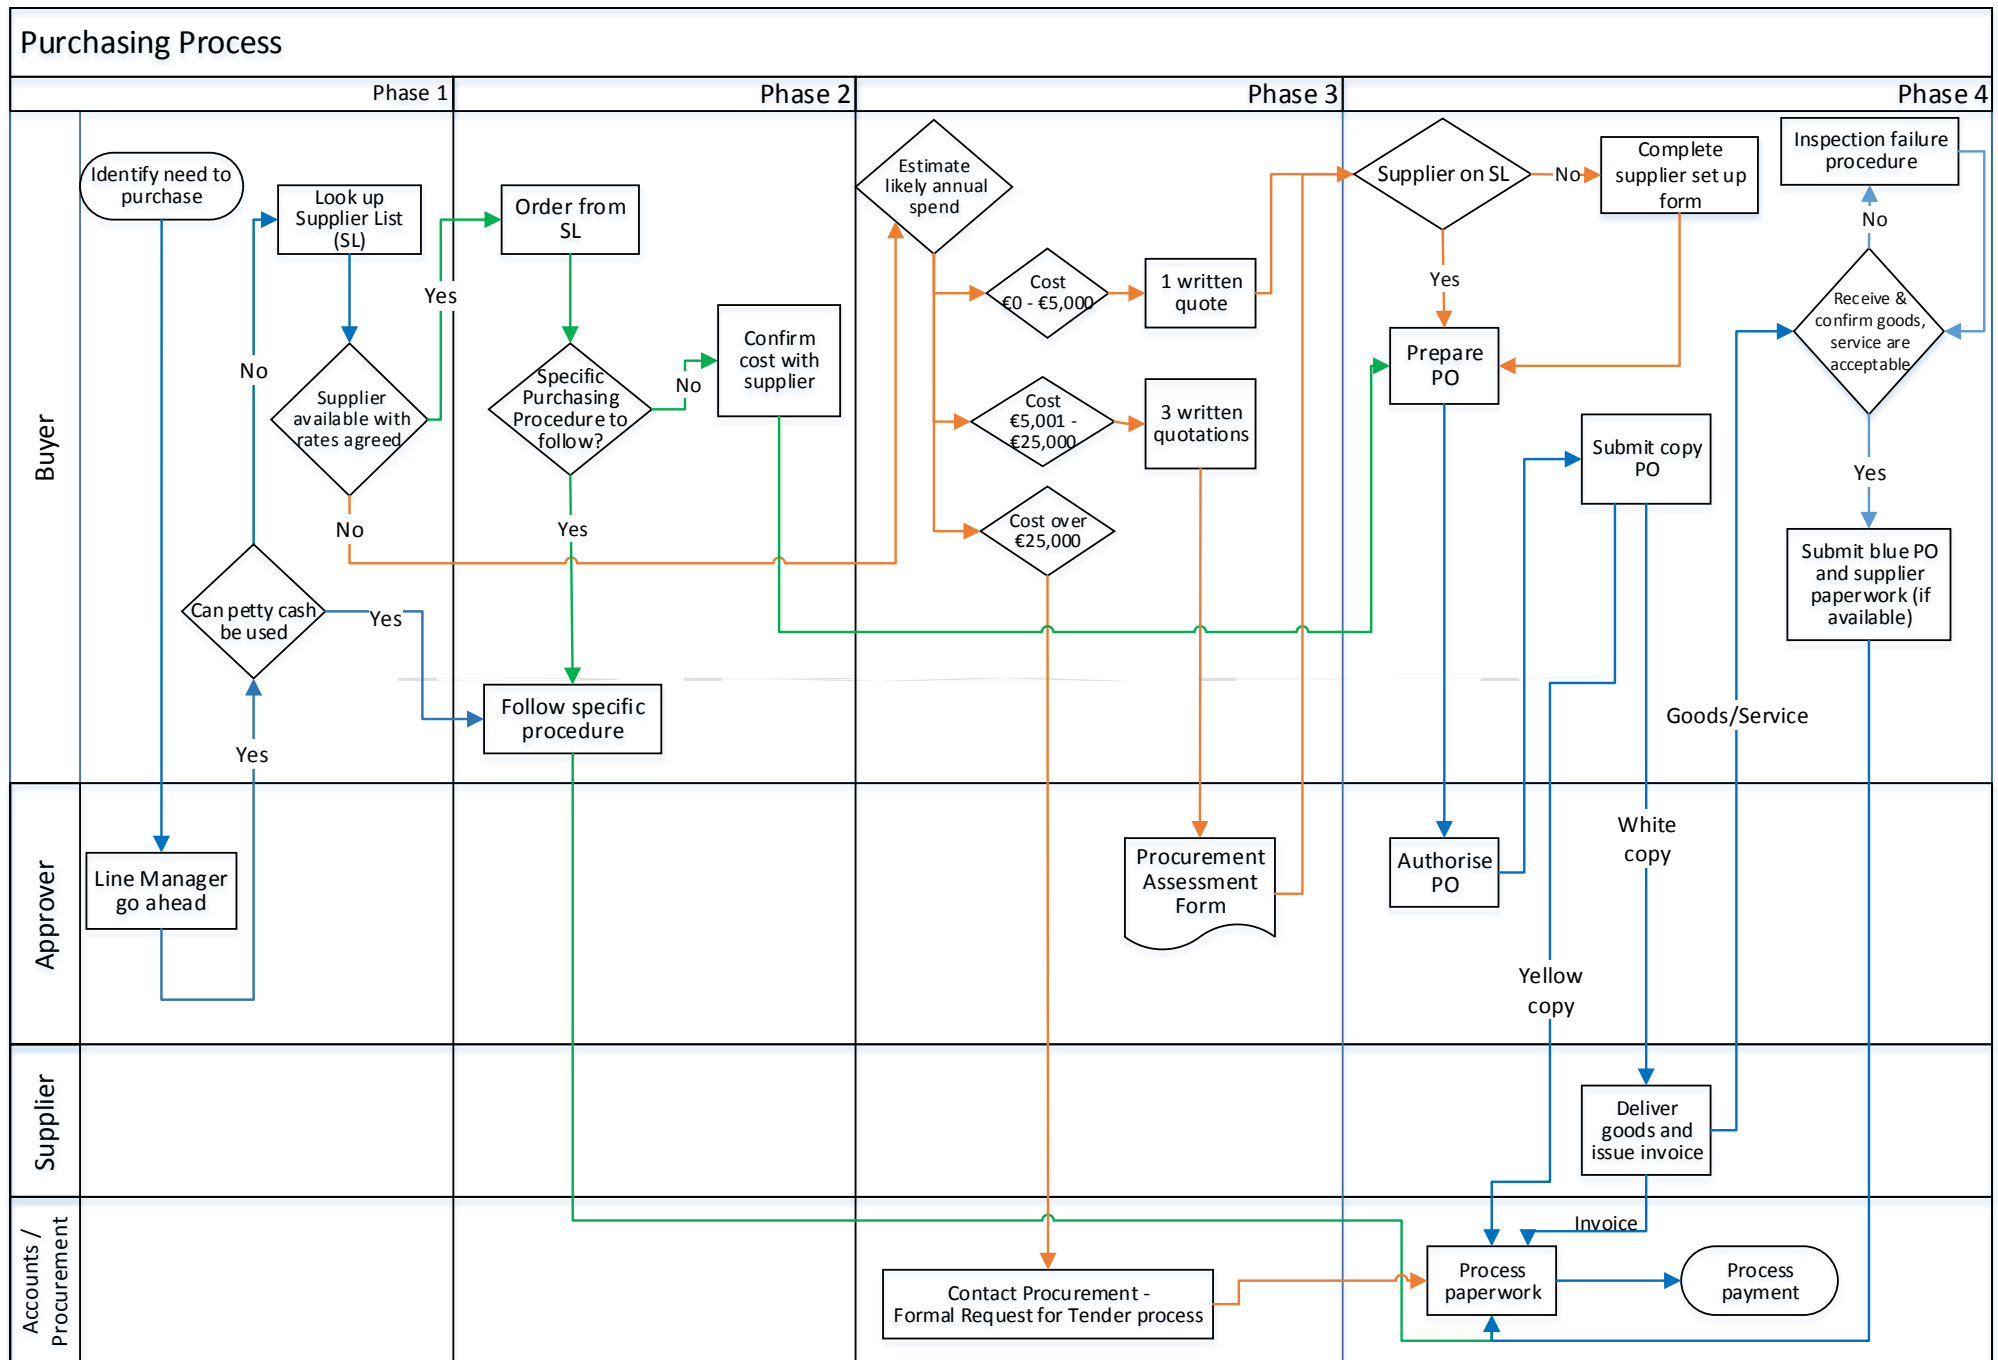 Purchasing Process
Phase 1
Phase 2
Phase 3
Phase 4
Buyer
Identify need to
purchase
Look up
Supplier List
(SL)
No
Supplier
available with
rates agreed
Yes
No
Can petty cash
be used
Yes
Yes
Order from
SL
Specific
Purchasing
Procedure to
follow?
No
Confirm
cost with
supplier
Yes
Follow specific
procedure
Estimate
likely annual
spend
Cost
€0 - €5,000
1 written
quote
Cost
€5,001 -
€25,000
3 written
quotations
Cost over
€25,000
Supplier on SL
No
Complete
supplier set up
form
Yes
Prepare
PO
Submit copy
PO
Inspection failure
procedure
No
Receive &
confirm goods,
service are
acceptable
Yes
Submit blue PO
and supplier
paperwork (if
available)
Goods/Service
Approver
Line Manager
go ahead
Procurement
Assessment
Form
Authorise
PO
White
copy
Yellow
copy
Supplier
Deliver
goods and
issue invoice
Accounts /
Procurement
Contact Procurement -
Formal Request for Tender process
Invoice
Process
paperwork
Process
payment